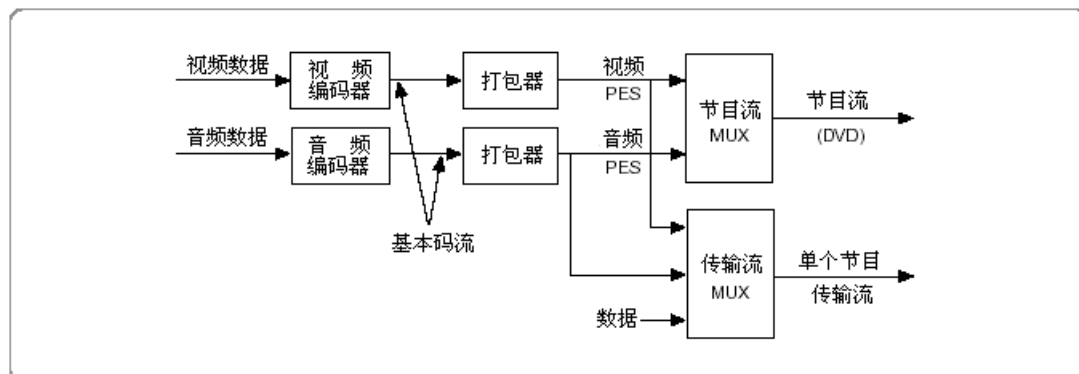 视频数据
视 频
编码器
打包器
视频
PES
节目流
MUX
节目流
(DVD)
音频数据
音 频
编码器
打包器
音频
PES
基本码流
传输流
MUX
单个节目
传输流
数据